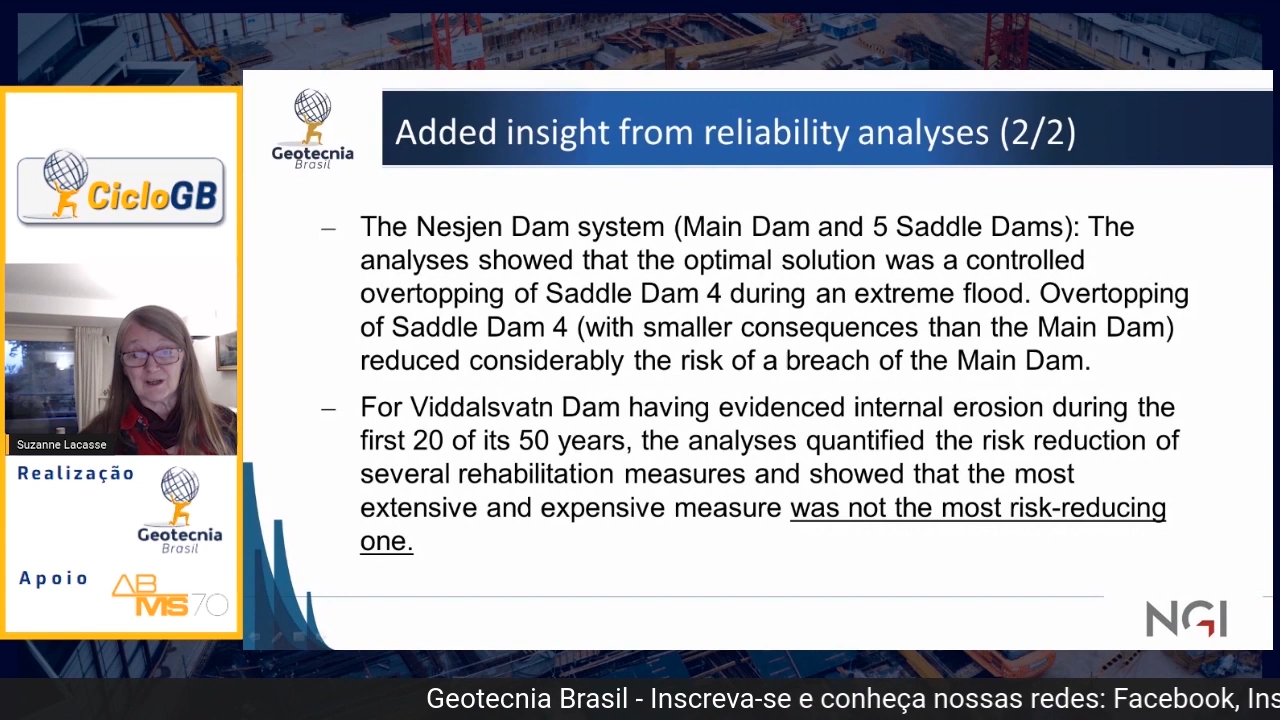 Geotecnia
Brasil
Added insight from reliability analyses (2/2)
CicloGB
– The Nesjen Dam system (Main Dam and 5 Saddle Dams): The
analyses showed that the optimal solution was a controlled
overtopping of Saddle Dam 4 during an extreme flood. Overtopping
of Saddle Dam 4 (with smaller consequences than the Main Dam)
reduced considerably the risk of a breach of the Main Dam.
– For Viddalsvatn Dam having evidenced internal erosion during the
first 20 of its 50 years, the analyses quantified the risk reduction of
several rehabilitation measures and showed that the most
extensive and expensive measure was not the most risk-reducing
one.
Suzanne Lacasse
Realização
Geotecnia
Brasil
Apoio
ABMS70
NGI
Geotecnia Brasil - Inscreva-se e conheça nossas redes: Facebook, Ins